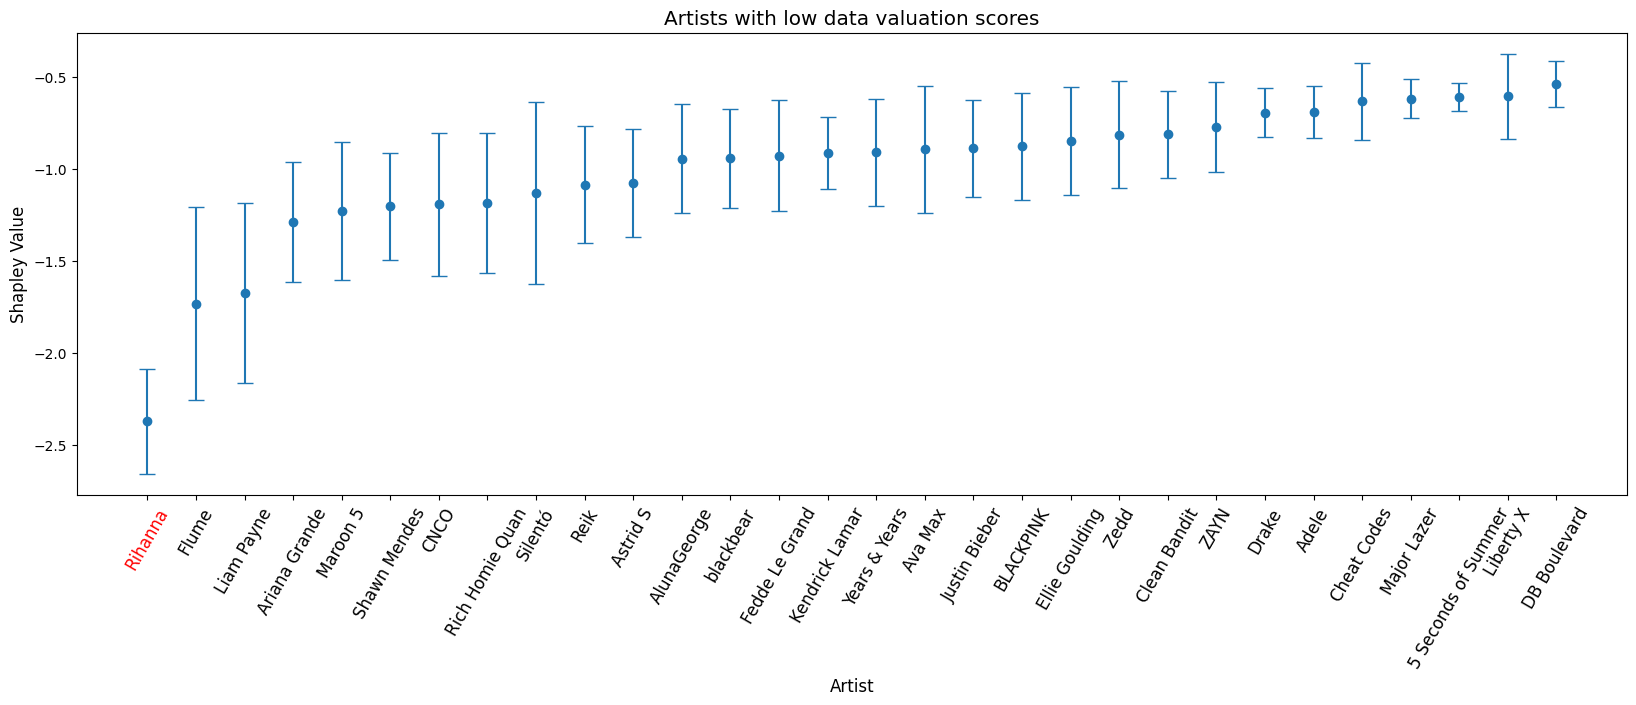 Artists with low data valuation scores
Shapley Value
−0.5
−1.0
−1.5
−2.0
−2.5
Rihanna
Flume
Liam Payne
Ariana Grande
Maroon 5
Shawn Mendes
CNCO
Rich Homie Quan
Silentó
Reik
Astrid S
AlunaGeorge
blackbear
Fedde Le Grand
Kendrick Lamar
Years & Years
Ava Max
Justin Bieber
BLACKPINK
Ellie Goulding
Zedd
Clean Bandit
ZAYN
Drake
Adele
Cheat Codes
Major Lazer
5 Seconds of Summer
Liberty X
DB Boulevard
Artist